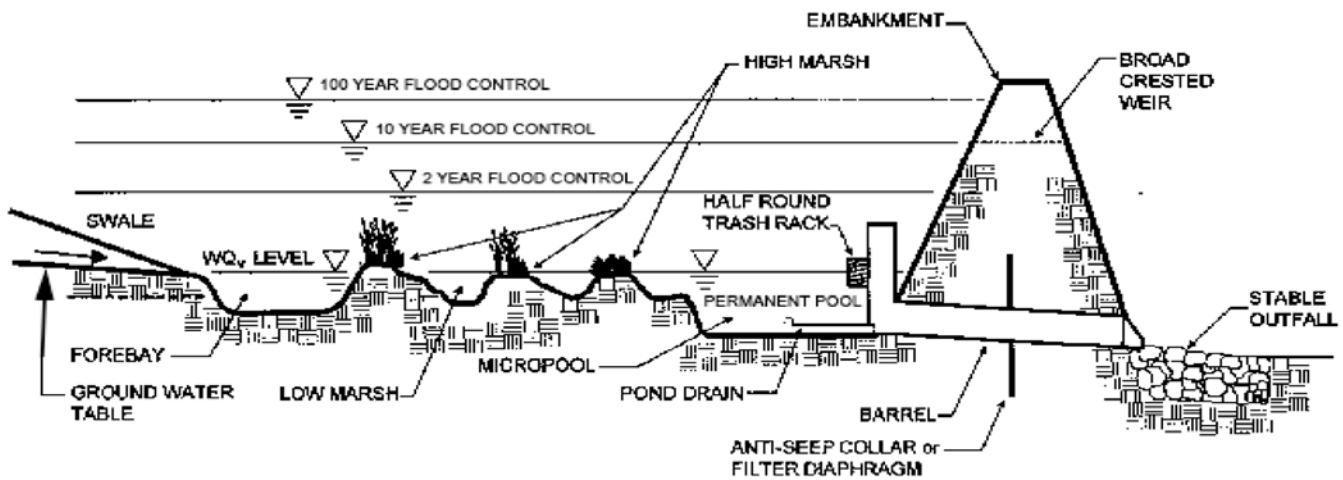 EMBANKMENT
HIGH MARSH
BROAD
CRESTED
WEIR
100 YEAR FLOOD CONTROL
10 YEAR FLOOD CONTROL
2 YEAR FLOOD CONTROL
HALF ROUND
TRASH RACK
SWALE
WQv LEVEL
PERMANENT POOL
STABLE
OUTFALL
FOREBAY
MICROPOOL
GROUND WATER
TABLE
LOW MARSH
POND DRAIN
BARREL
ANTI-SEEP COLLAR or
FILTER DIAPHRAGM